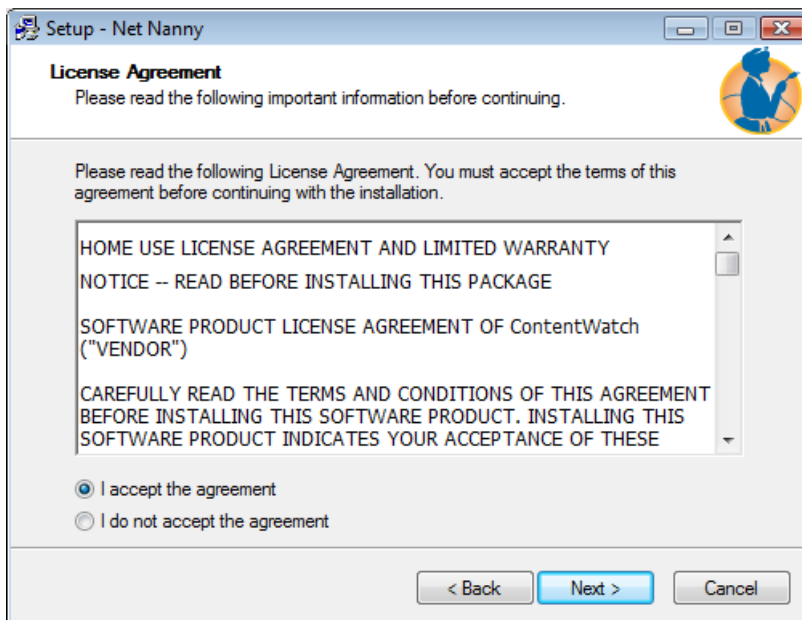 Setup - Net Nanny
License Agreement
Please read the following important information before continuing.
Please read the following License Agreement. You must accept the terms of this
agreement before continuing with the installation.
HOME USE LICENSE AGREEMENT AND LIMITED WARRANTY
NOTICE -- READ BEFORE INSTALLING THIS PACKAGE
SOFTWARE PRODUCT LICENSE AGREEMENT OF ContentWatch
("VENDOR")
CAREFULLY READ THE TERMS AND CONDITIONS OF THIS AGREEMENT
BEFORE INSTALLING THIS SOFTWARE PRODUCT. INSTALLING THIS
SOFTWARE PRODUCT INDICATES YOUR ACCEPTANCE OF THESE
I accept the agreement
I do not accept the agreement
< Back Next > Cancel